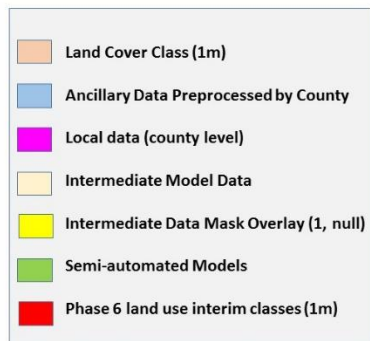 Land Cover Class (1m)
Ancillary Data Preprocessed by County
Local data (county level)
Intermediate Model Data
Intermediate Data Mask Overlay (1, null)
Semi-automated Models
Phase 6 land use interim classes (1m)